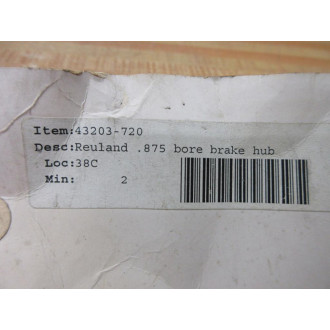 Item:43203-720
Desc:Reuland .875 bore brake hub
Loc:38C
Min: 2